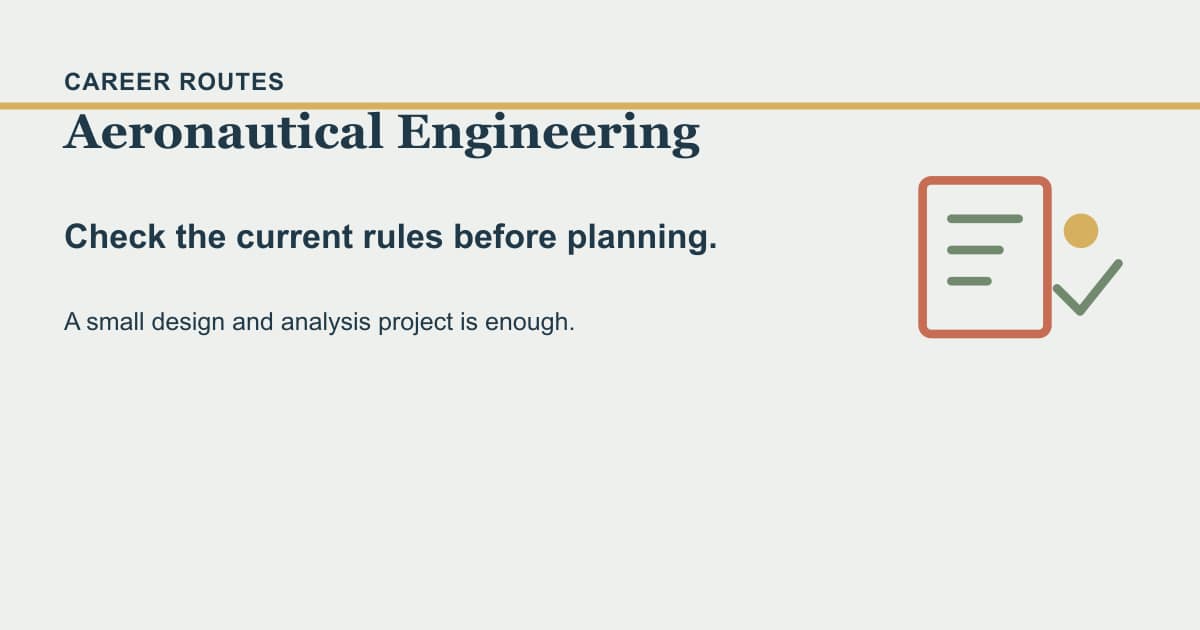 CAREER ROUTES
Aeronautical Engineering
Check the current rules before planning.
A small design and analysis project is enough.